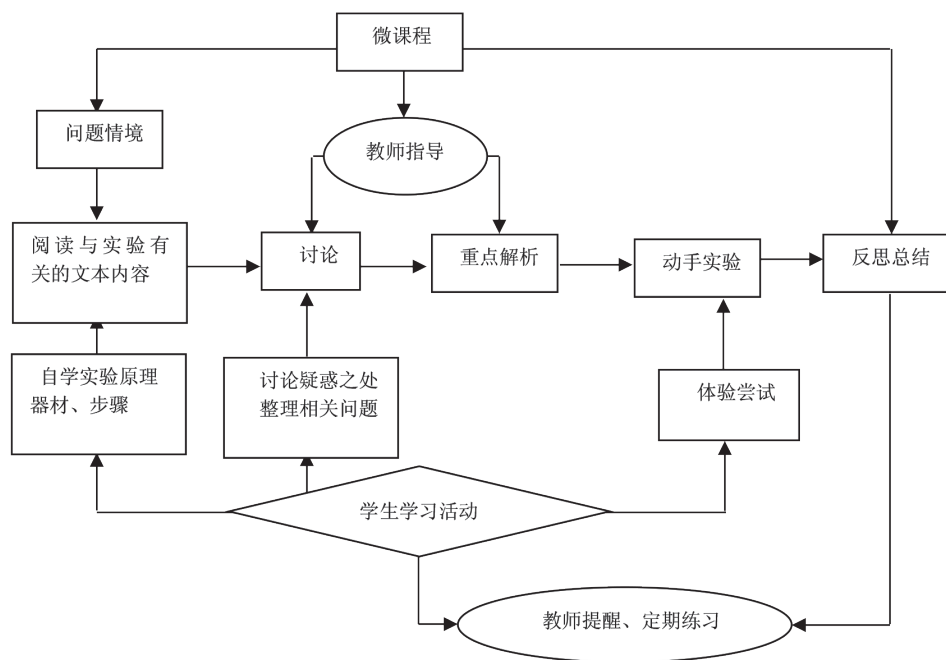 微课程
问题情境
教师指导
阅读与实验有
关的文本内容
讨论
重点解析
动手实验
反思总结
自学实验原理
器材、步骤
讨论疑惑之处
整理相关问题
体验尝试
学生学习活动
教师提醒、定期练习